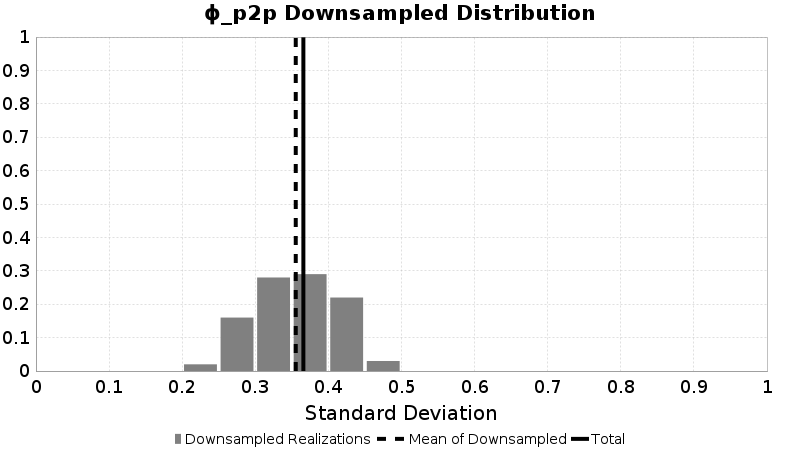 ϕ_p2p Downsampled Distribution
1
0.9
0.8
0.7
0.6
0.5
0.4
0.3
0.2
0.1
0
0 0.1 0.2 0.3 0.4 0.5 0.6 0.7 0.8 0.9 1
Standard Deviation
Downsampled Realizations Mean of Downsampled Total